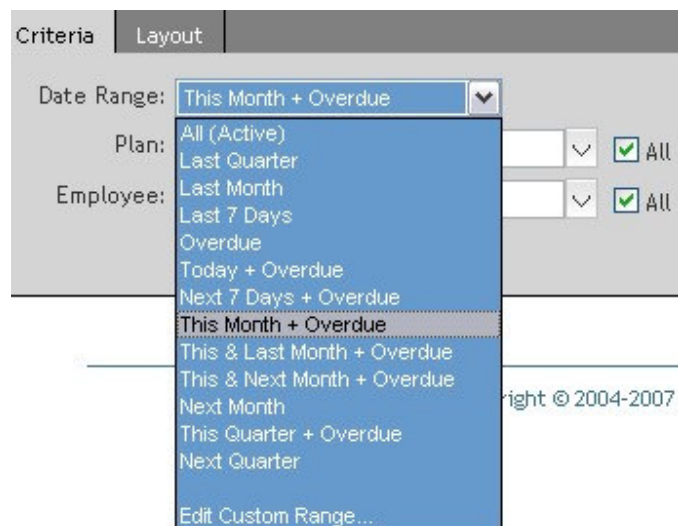 Criteria Layout
Date Range: This Month + Overdue
Plan: All
Employee: All
All (Active)
Last Quarter
Last Month
Last 7 Days
Overdue
Today + Overdue
Next 7 Days + Overdue
This Month + Overdue
This & Last Month + Overdue
This & Next Month + Overdue
Next Month
This Quarter + Overdue
Next Quarter
Edit Custom Range...
right © 2004-2007